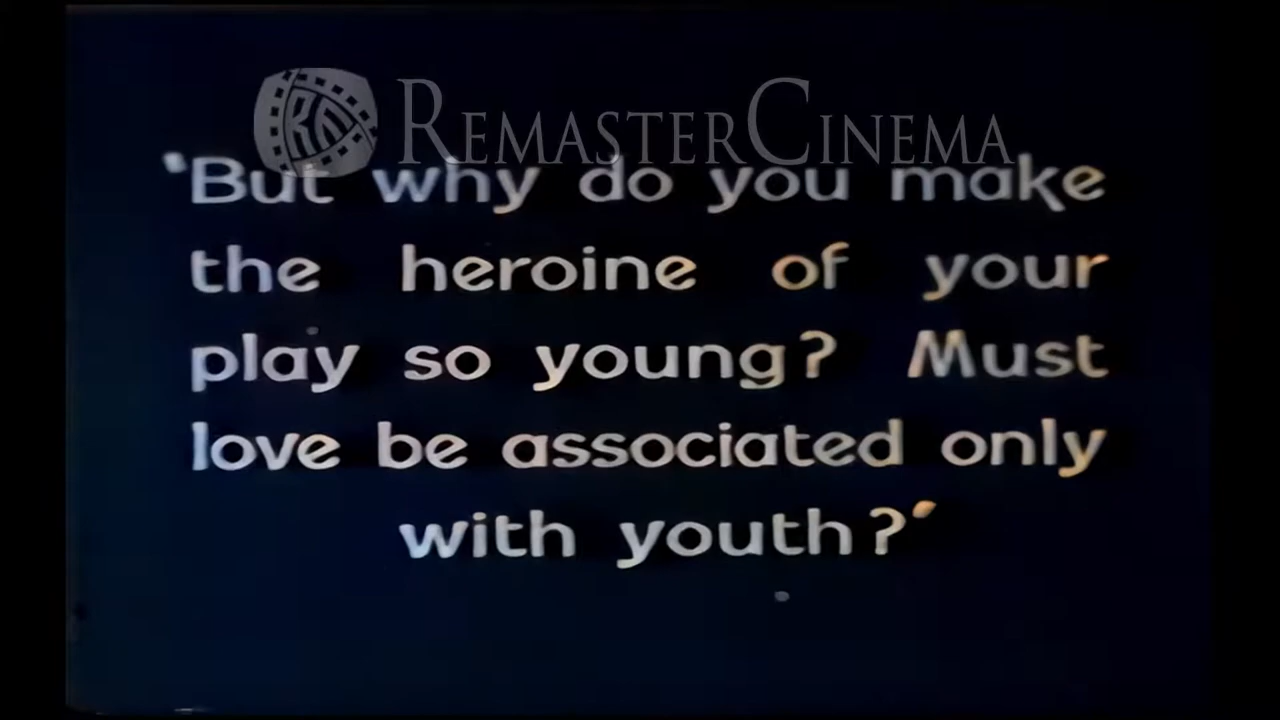 REMASTERCINEMA
'But why do you make
the heroine of your
play so young? Must
love be associated only
with youth?'